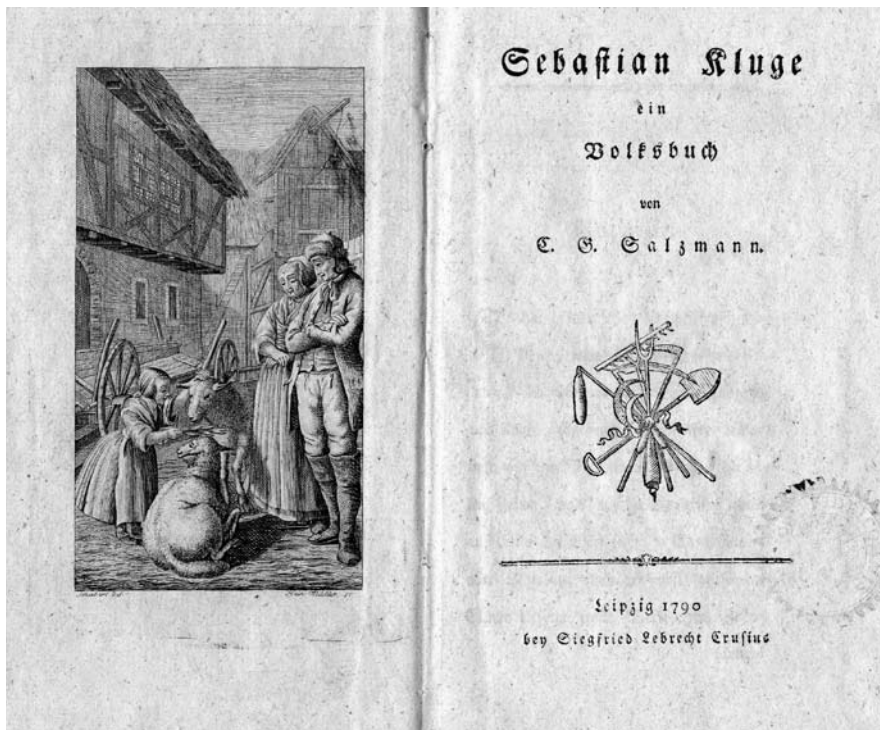 Sebaſtian Kluge
ein
Volksbuch
von
C. G. Salzmann.
Leipzig 1790
bey Siegfried Lebrecht Cruſius